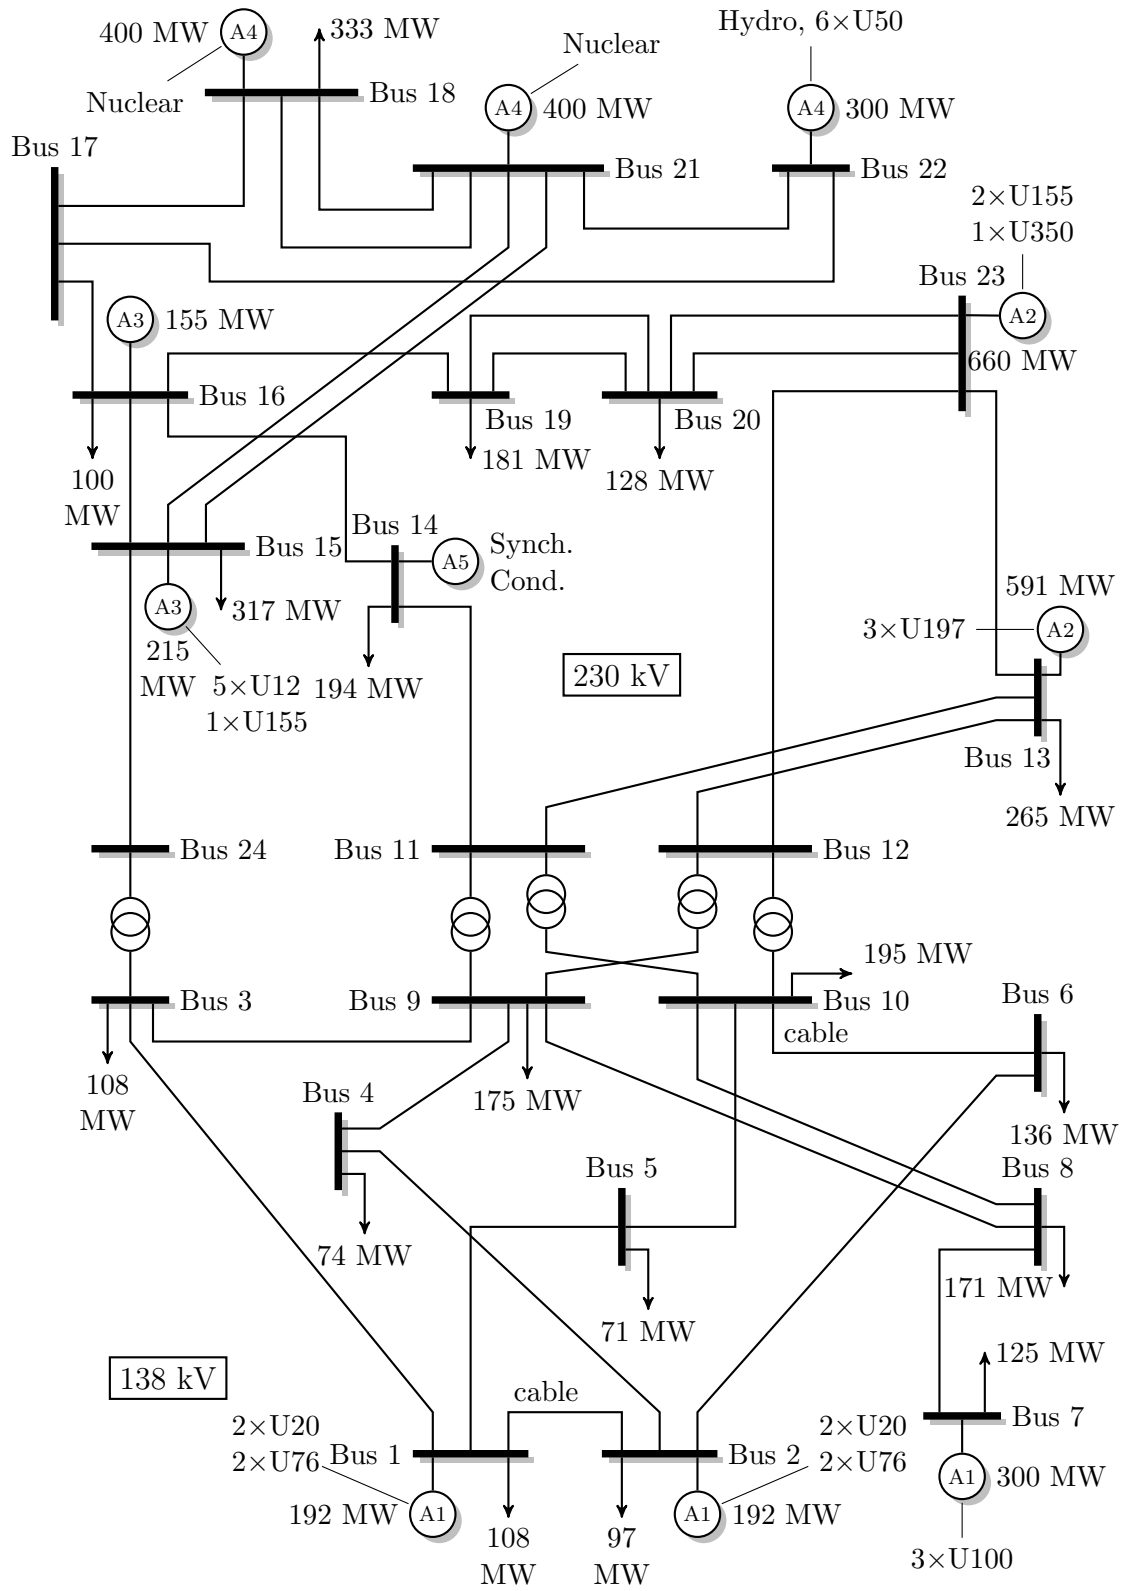 400 MW
A4
333 MW
Nuclear
Bus 18
Nuclear
A4
400 MW
Bus 21
Hydro, 6×U50
A4
300 MW
Bus 22
Bus 17
2×U155
1×U350
Bus 23
A2
660 MW
A3
155 MW
Bus 16
100
MW
Bus 19
181 MW
Bus 20
128 MW
Bus 15
A3
317 MW
215
MW
5×U12
1×U155
Bus 14
A5
Synch.
Cond.
194 MW
230 kV
591 MW
3×U197
A2
Bus 13
265 MW
Bus 24
Bus 11
Bus 12
Bus 3
108
MW
Bus 9
175 MW
195 MW
Bus 10
cable
Bus 6
136 MW
Bus 4
74 MW
Bus 5
71 MW
Bus 8
171 MW
138 kV
125 MW
Bus 7
A1
300 MW
3×U100
cable
2×U20
2×U76
Bus 1
192 MW
A1
108
MW
97
MW
Bus 2
2×U20
2×U76
A1
192 MW